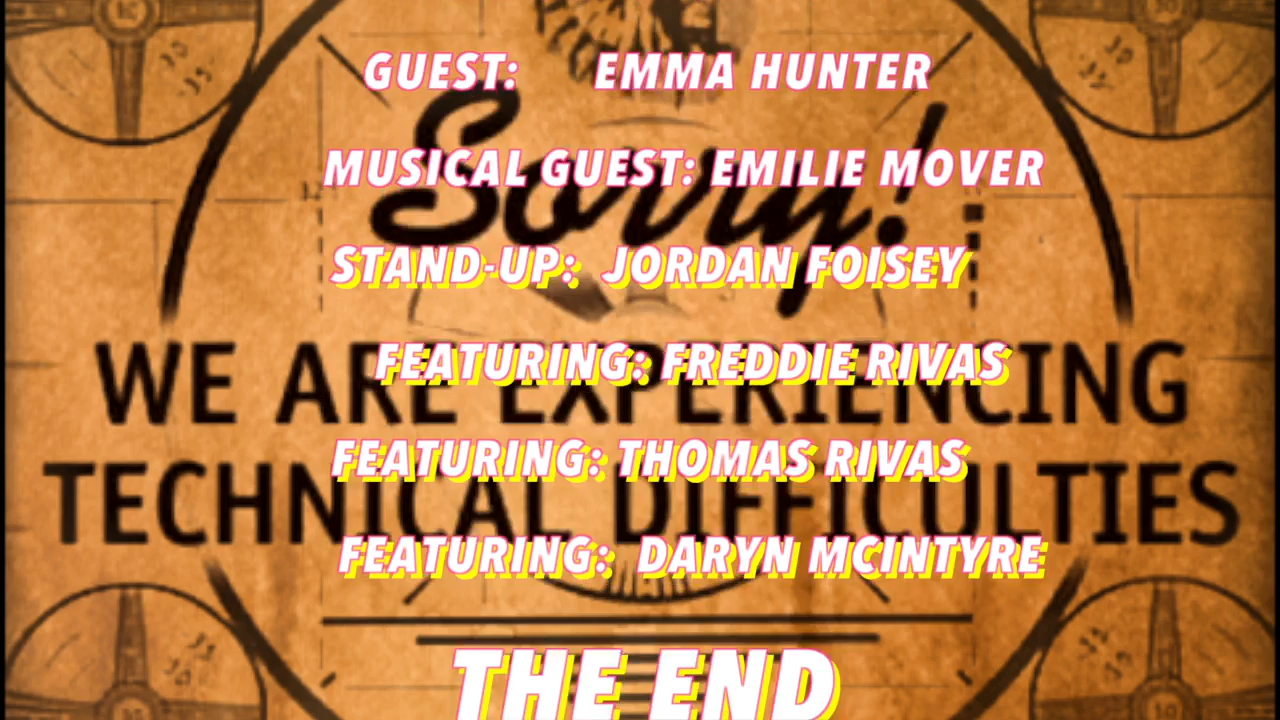 GUEST: EMMA HUNTER
Sorry!
MUSICAL GUEST: EMILIE MOVER
STAND-UP: JORDAN FOISEY
WE ARE EXPERIENCING
FEATURING: FREDDIE RIVAS
FEATURING: THOMAS RIVAS
TECHNICAL DIFFICULTIES
FEATURING: DARYN MCINTYRE
THE END